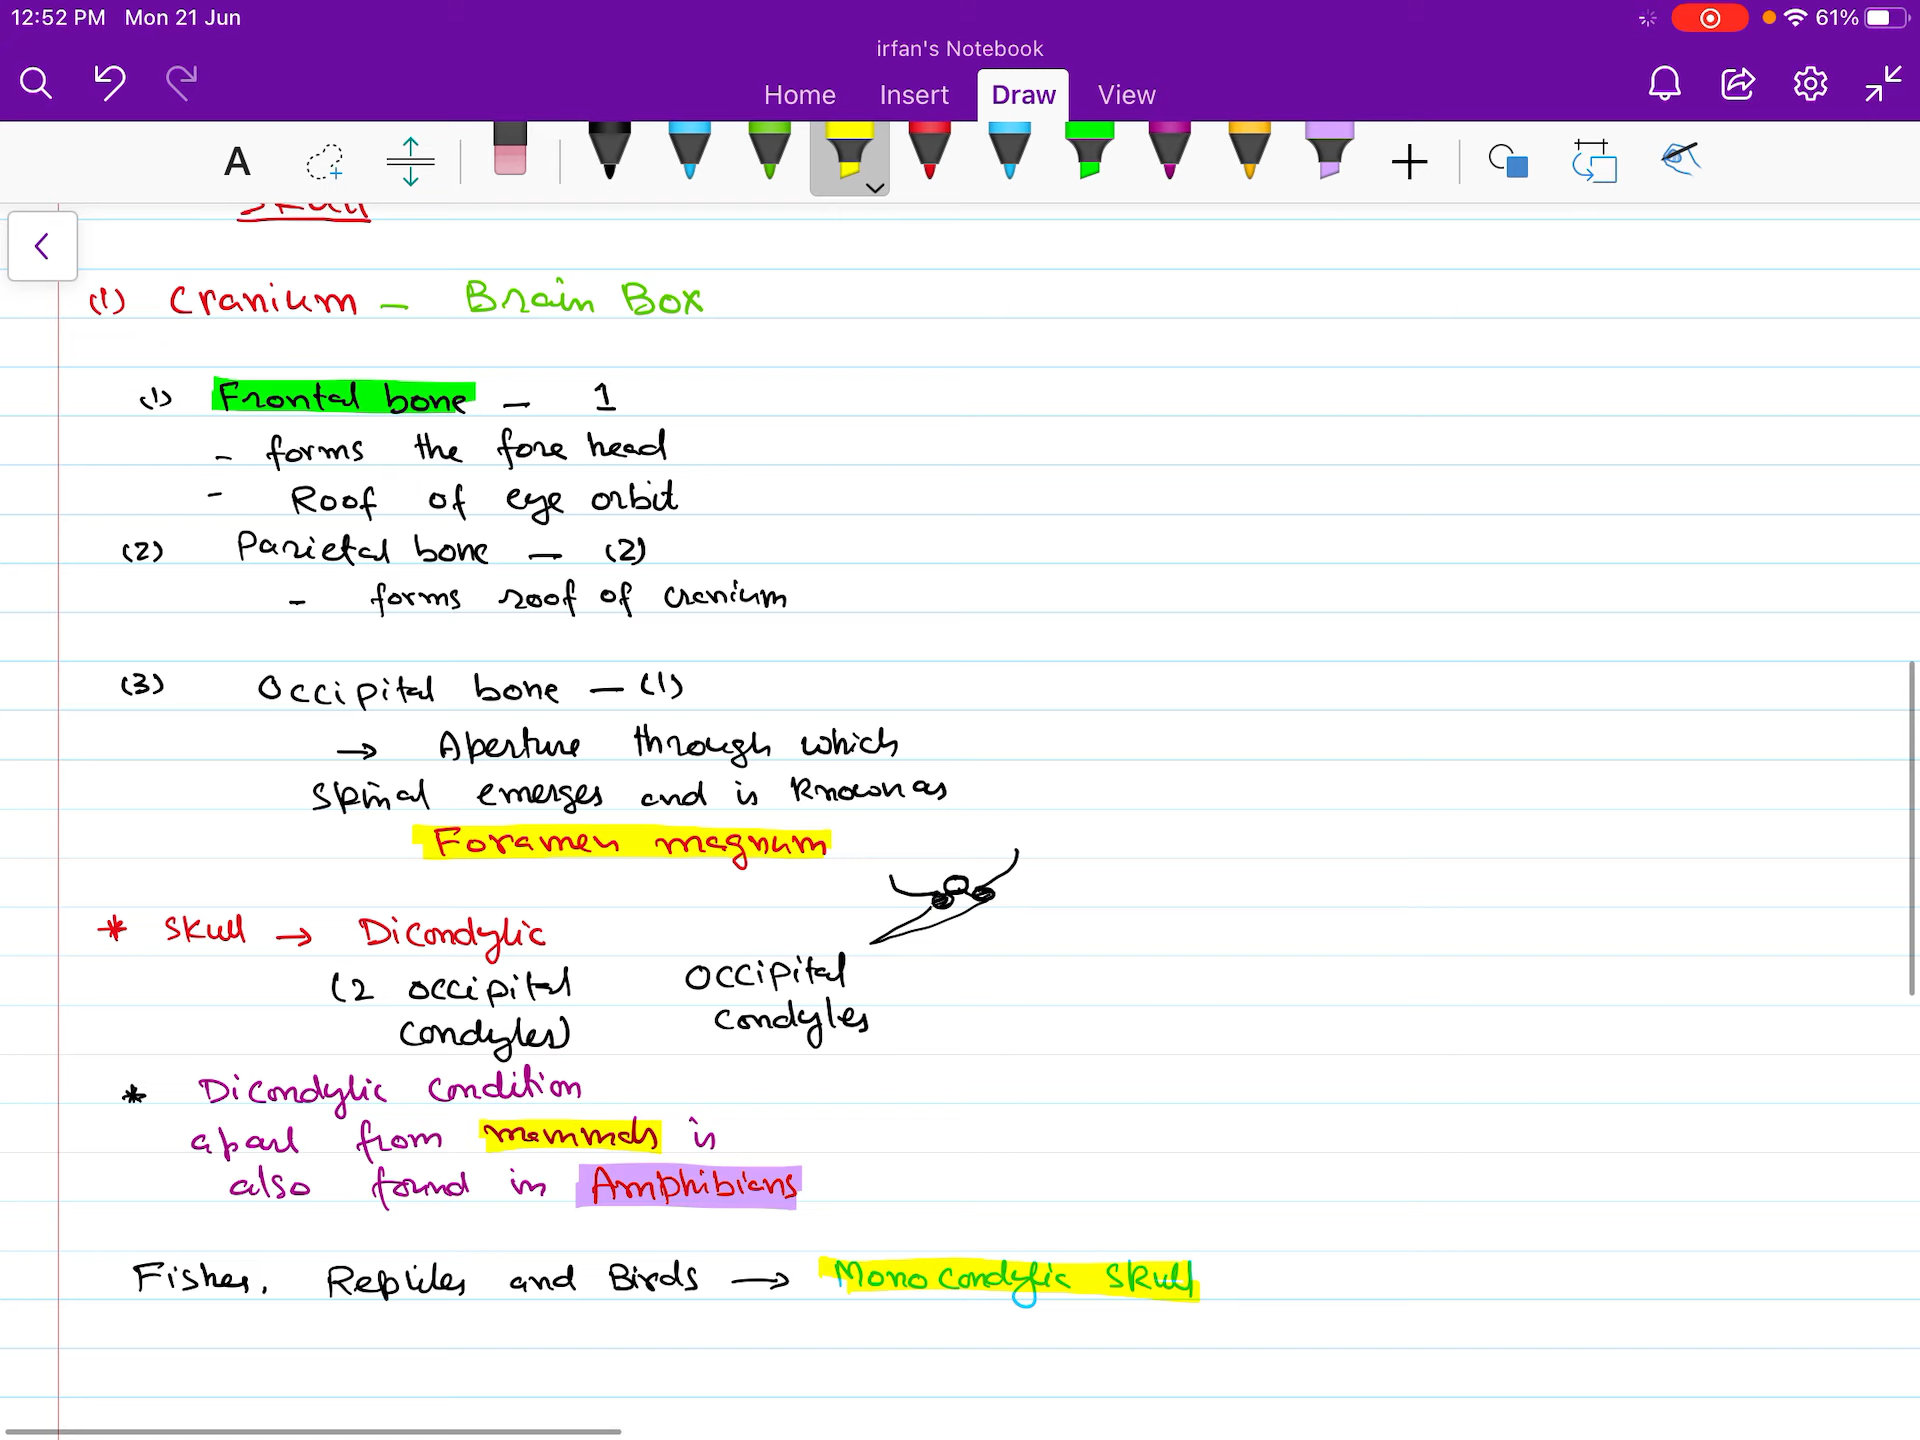 12:52 PM Mon 21 Jun
61%
irfan's Notebook
Home Insert Draw View
A
Skull
(1) Cranium - Brain Box
(1) Frontal bone - 1
- forms the fore head
- Roof of eye orbit
(2) Parietal bone - (2)
- forms roof of cranium
(3) Occipital bone - (1)
→ Aperture through which
spinal emerges and is known as
Foramen magnum
* Skull → Dicondylic
(2 occipital
condyles)
occipital
condyles
* Dicondylic condition
apart from mammals is
also found in Amphibians
Fishes, Reptiles and Birds → Monocondylic skull